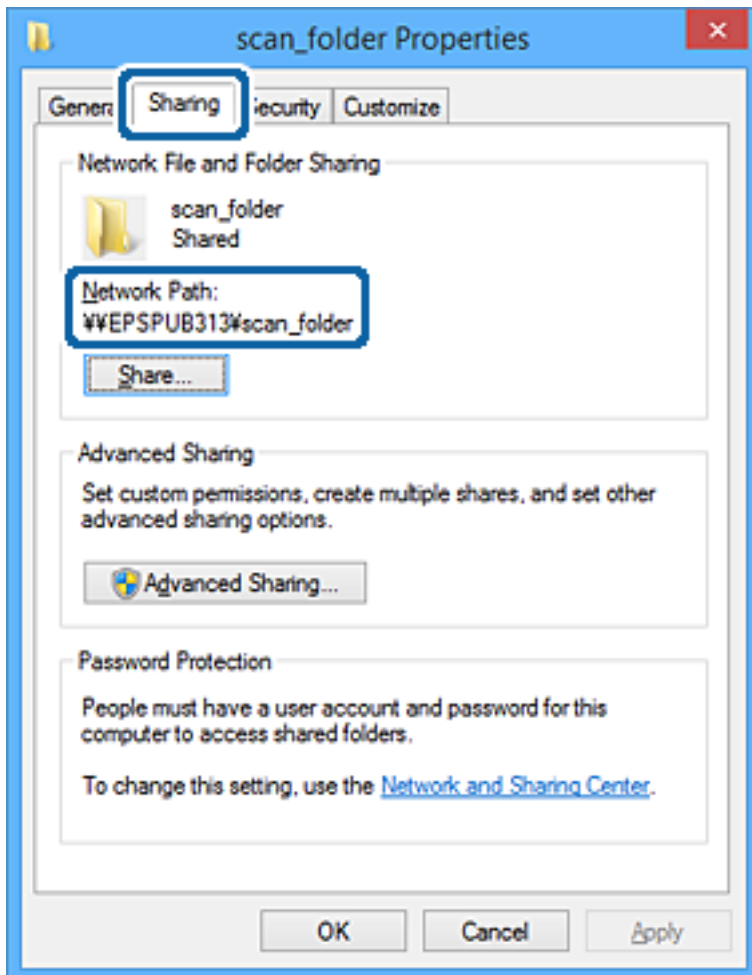 scan_folder Properties
General Sharing Security Customize
Network File and Folder Sharing
scan_folder
Shared
Network Path:
¥¥EPSPUB313¥scan_folder
Share...
Advanced Sharing
Set custom permissions, create multiple shares, and set other
advanced sharing options.
Advanced Sharing...
Password Protection
People must have a user account and password for this
computer to access shared folders.
To change this setting, use the Network and Sharing Center.
OK Cancel Apply